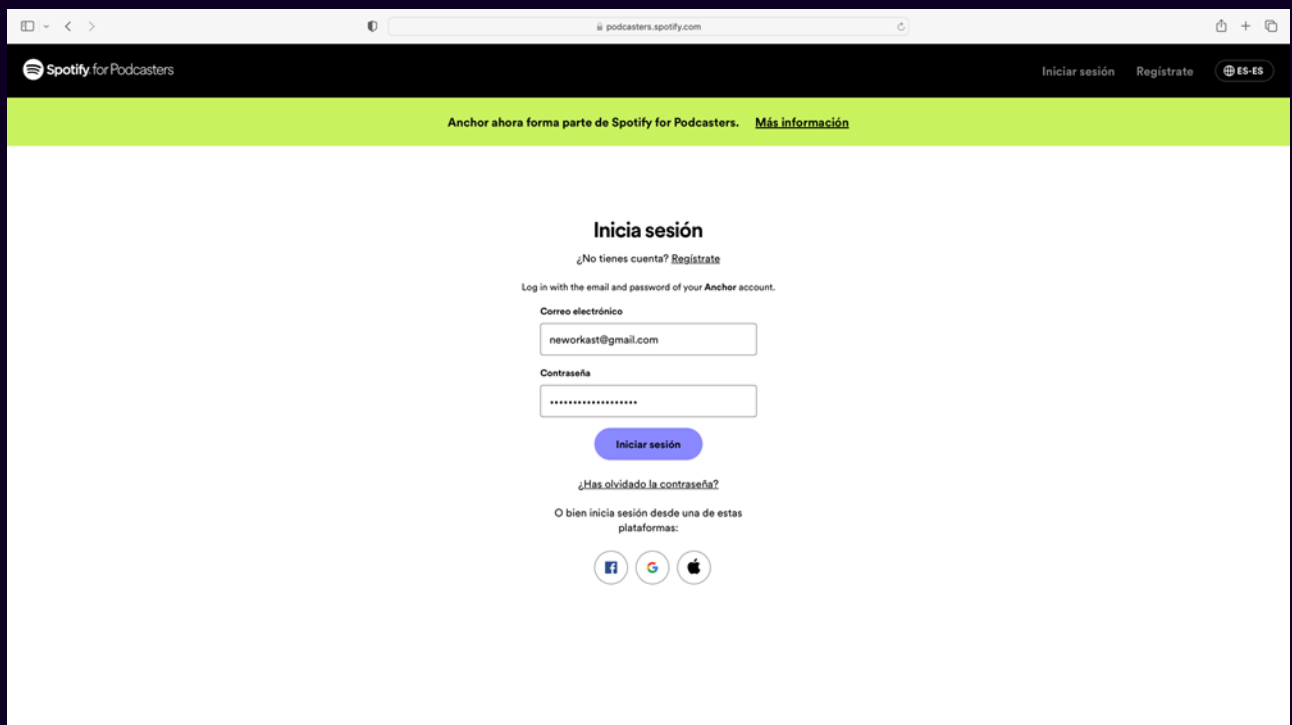 podcasters.spotify.com
Spotify for Podcasters
Iniciar sesión
Regístrate
ES-ES
Anchor ahora forma parte de Spotify for Podcasters. Más información
Inicia sesión
¿No tienes cuenta? Regístrate
Log in with the email and password of your Anchor account.
Correo electrónico
neworkast@gmail.com
Contraseña
•••••••••••••••••••
Iniciar sesión
¿Has olvidado la contraseña?
O bien inicia sesión desde una de estas
plataformas: